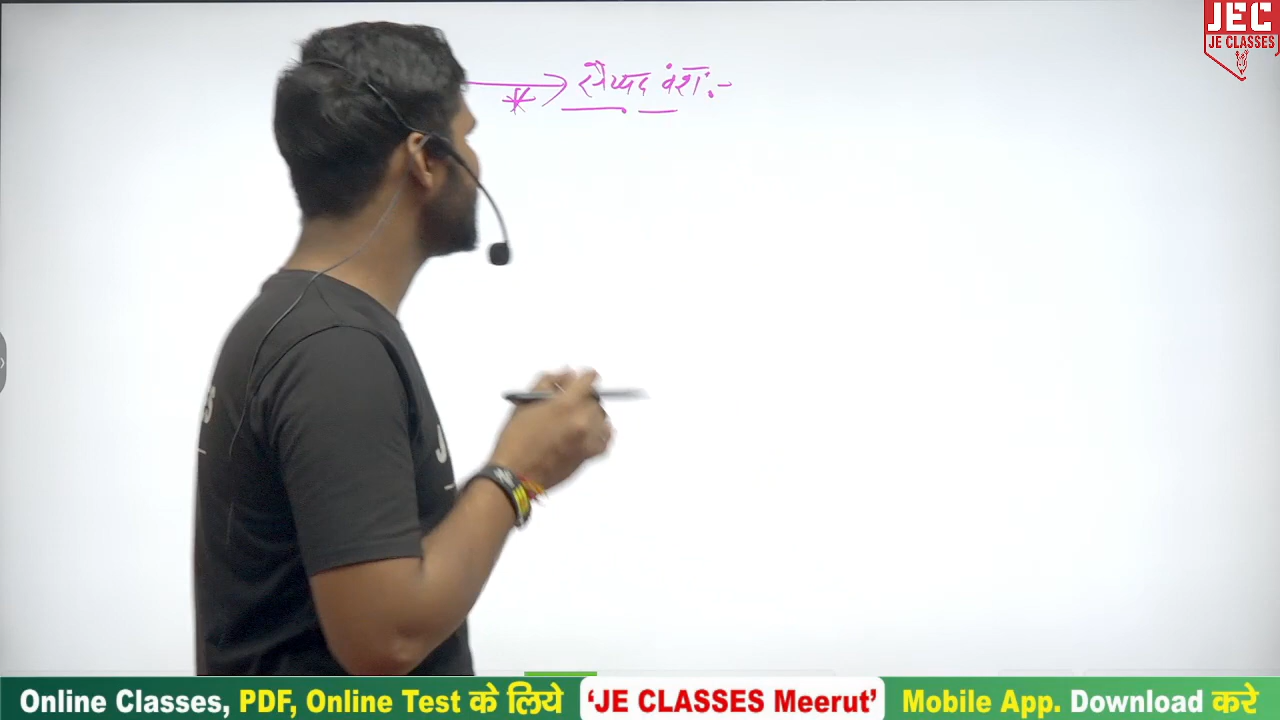 JEC
JE CLASSES
सैय्यद वंश:-
Online Classes, PDF, Online Test के लिये 'JE CLASSES Meerut' Mobile App. Download करे